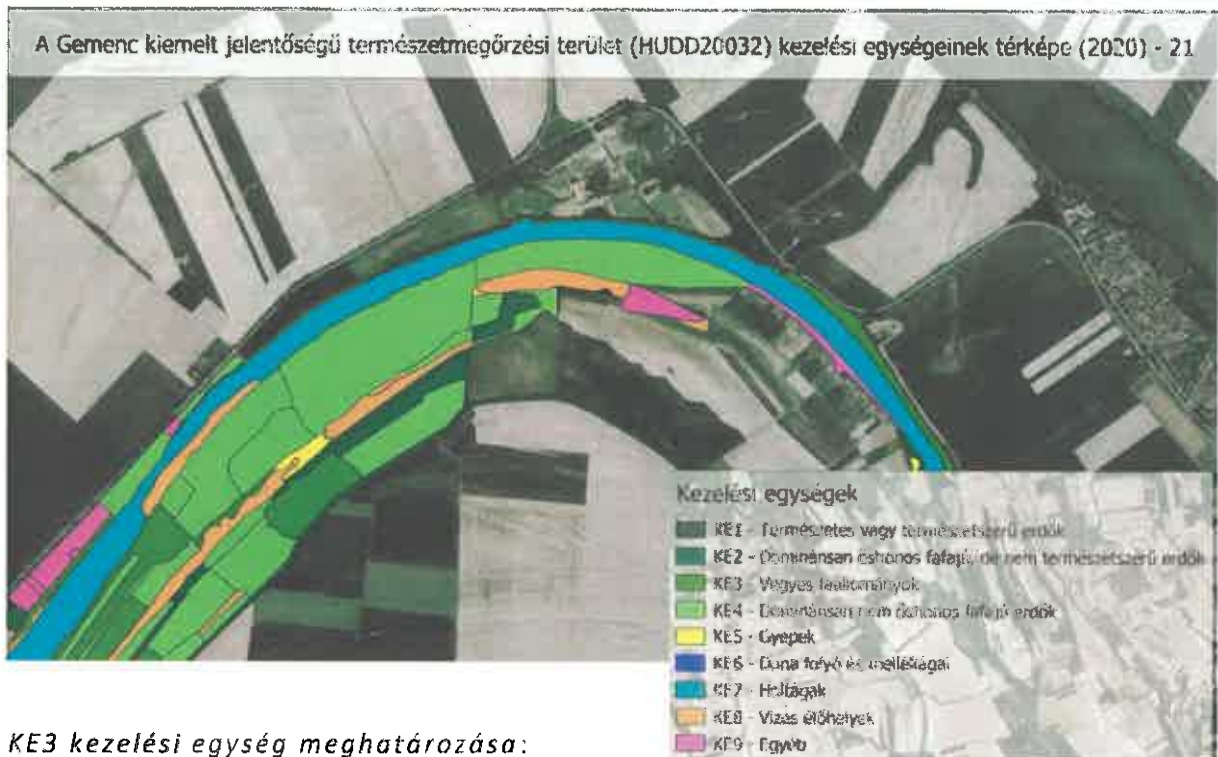 A Gemenc kiemelt jelentőségű természetmegőrzési terület (HUDD20032) kezelési egységeinek térképe (2020) - 21
Kezelési egységek
KE1 - Természetes vagy természetszerű erdők
KE2 - Dominánsan őshonos fafajú, de nem természetszerű erdők
KE3 - Vegyes faállományok
KE4 - Dominánsan nem őshonos fafajú erdők
KE5 - Gyepek
KE6 - Duna folyó és mellékágai
KE7 - Holtágak
KE8 - Vizes élőhelyek
KE9 - Egyéb
KE3 kezelési egység meghatározása: